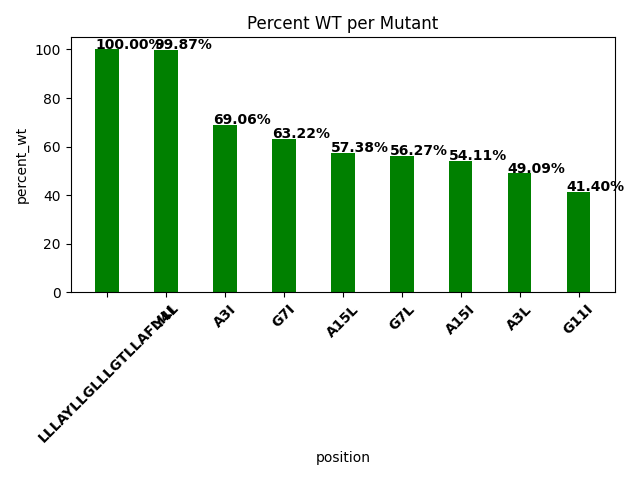 Percent WT per Mutant
100.00%
99.87%
69.06%
63.22%
57.38%
56.27%
54.11%
49.09%
41.40%
percent_wt
100
80
60
40
20
0
Y4L
A3I
G7I
A15L
G7L
A15I
A3L
G11I
position